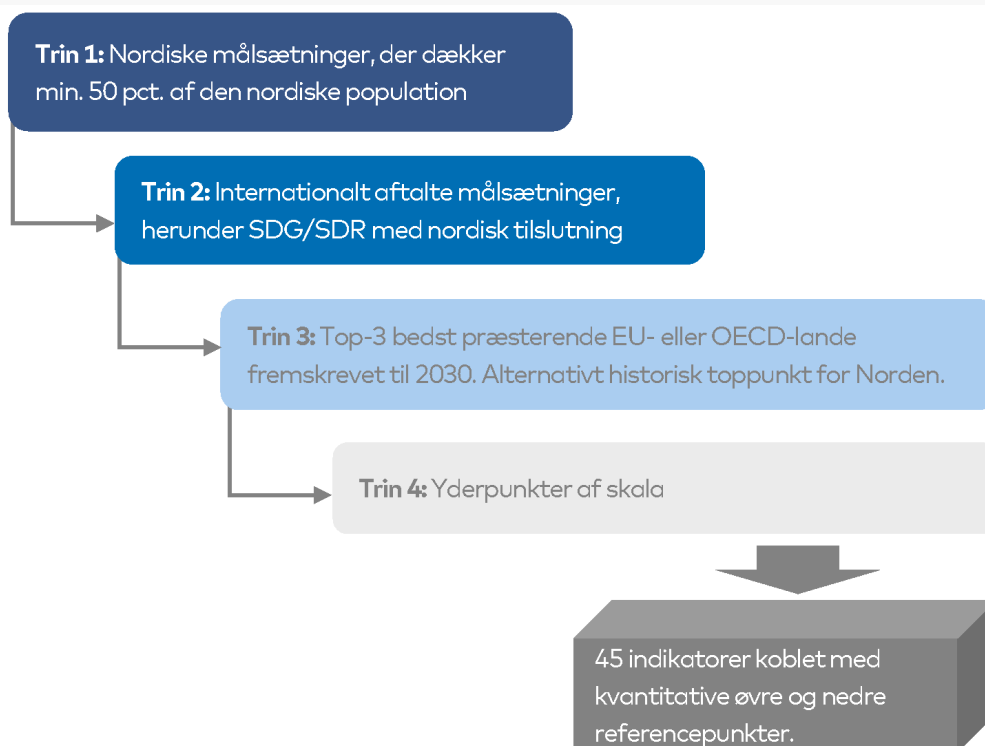 Trin 1: Nordiske målsætninger, der dækker
min. 50 pct. af den nordiske population
Trin 2: Internationalt aftalte målsætninger,
herunder SDG/SDR med nordisk tilslutning
Trin 3: Top-3 bedst præsterende EU- eller OECD-lande
fremskrevet til 2030. Alternativt historisk toppunkt for Norden.
Trin 4: Yderpunkter af skala
45 indikatorer koblet med
kvantitative øvre og nedre
referencepunkter.